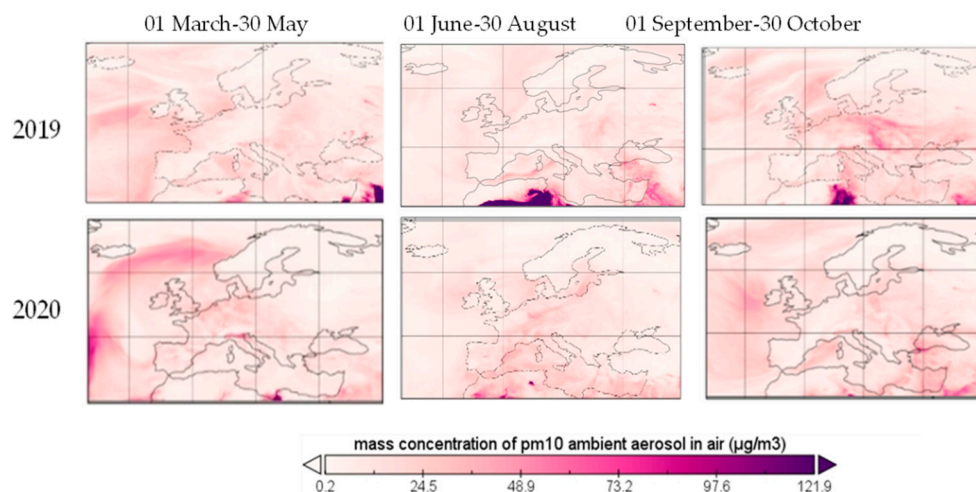 01 March-30 May 01 June-30 August 01 September-30 October
2019
2020
mass concentration of pm10 ambient aerosol in air (μg/m3)
0.2 24.5 48.9 73.2 97.6 121.9